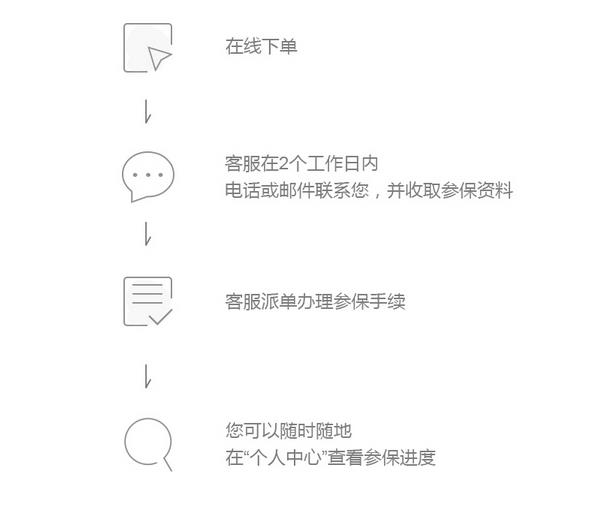 在线下单
客服在2个工作日内
电话或邮件联系您，并收取参保资料
客服派单办理参保手续
您可以随时随地
在“个人中心”查看参保进度